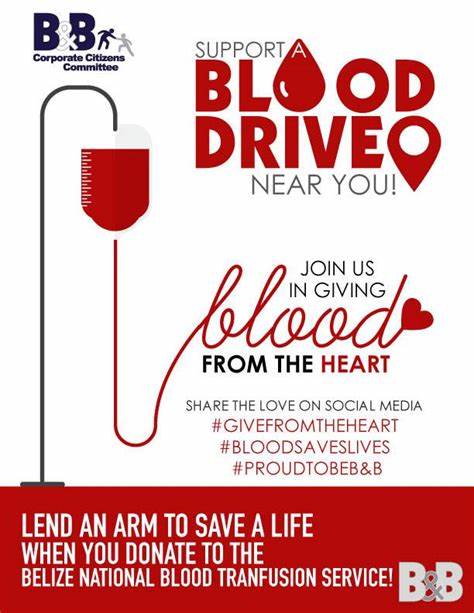 B&B
Corporate Citizens
Committee
SUPPORT A
BLOOD
DRIVE
NEAR YOU!
JOIN US
IN GIVING
blood
FROM THE HEART
SHARE THE LOVE ON SOCIAL MEDIA
#GIVEFROMTHEHEART
#BLOODSAVESLIVES
#PROUDTOBEB&B
LEND AN ARM TO SAVE A LIFE
WHEN YOU DONATE TO THE
BELIZE NATIONAL BLOOD TRANFUSION SERVICE!
B&B